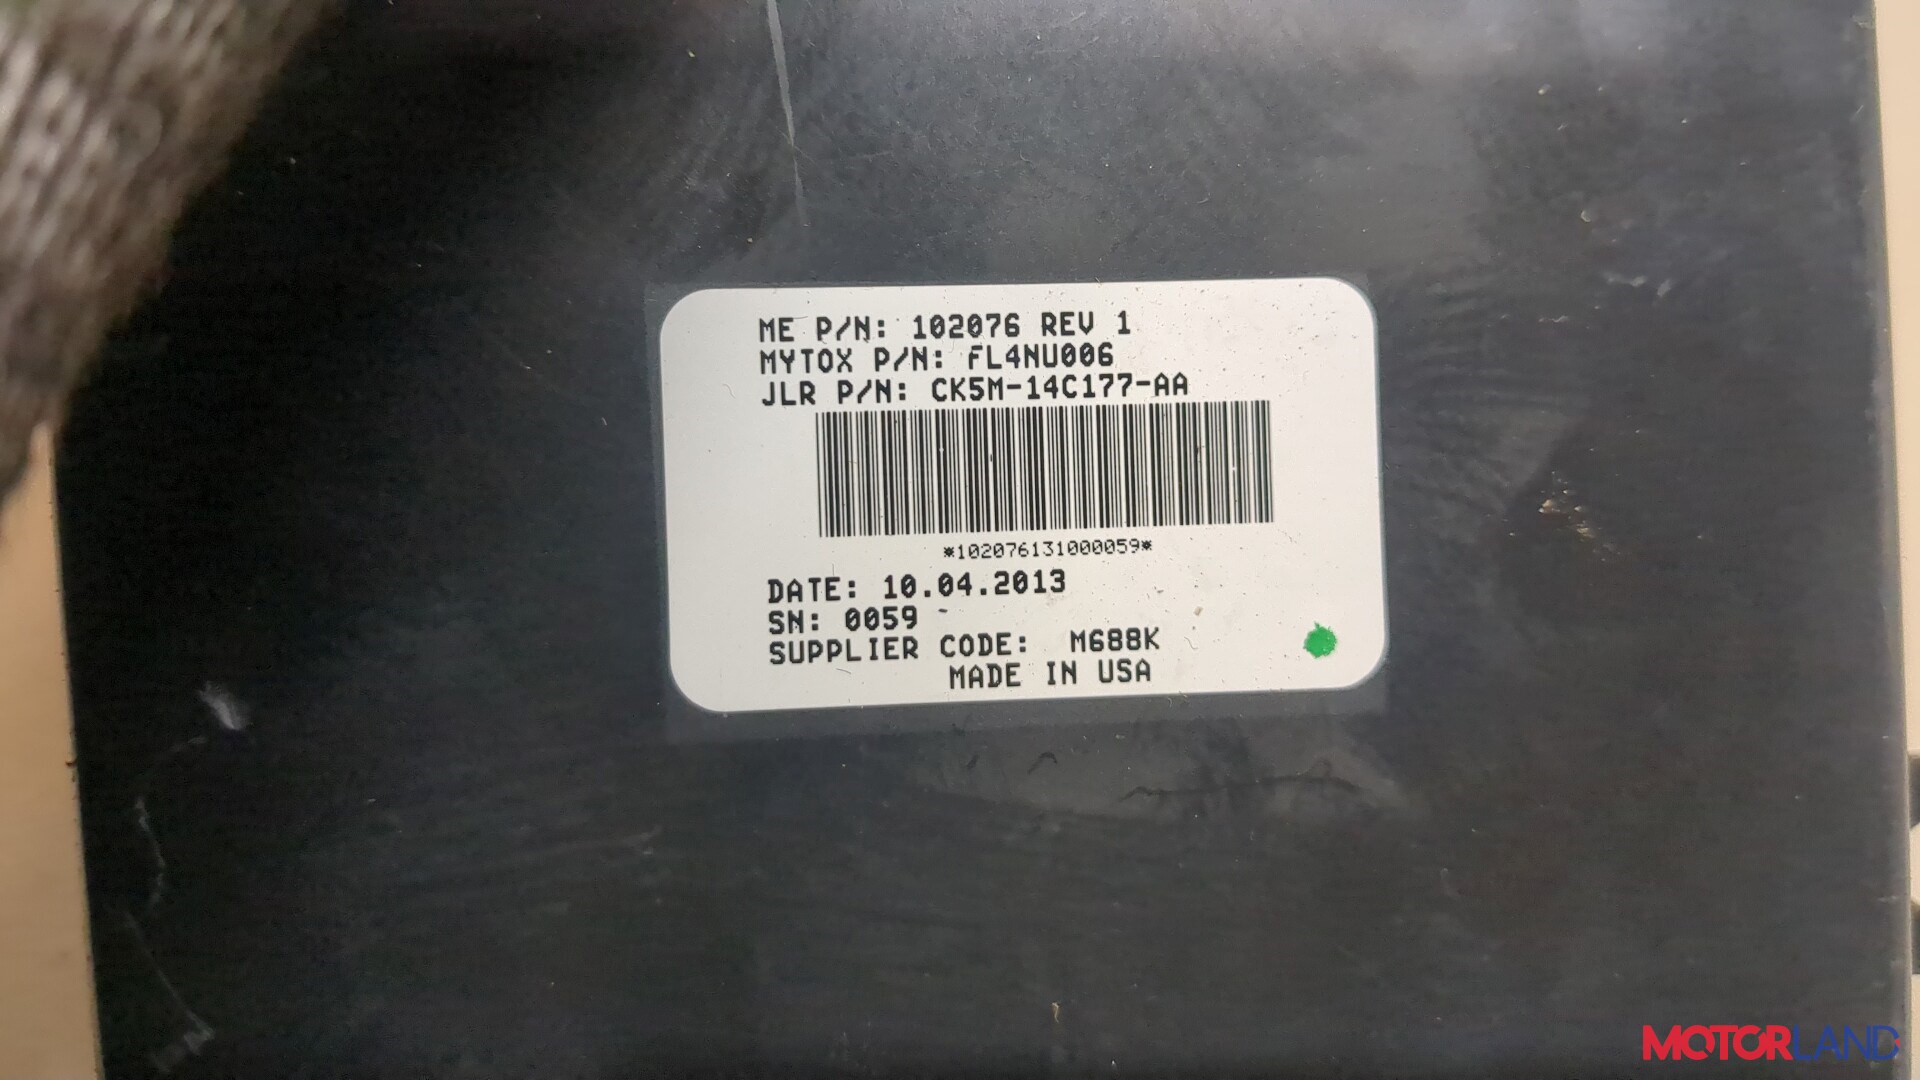 ME P/N: 102076 REV 1
MYTOX P/N: FL4NU006
JLR P/N: CK5M-14C177-AA
*102076131000059*
DATE: 10.04.2013
SN: 0059
SUPPLIER CODE: M688K
MADE IN USA
MOTORLAND